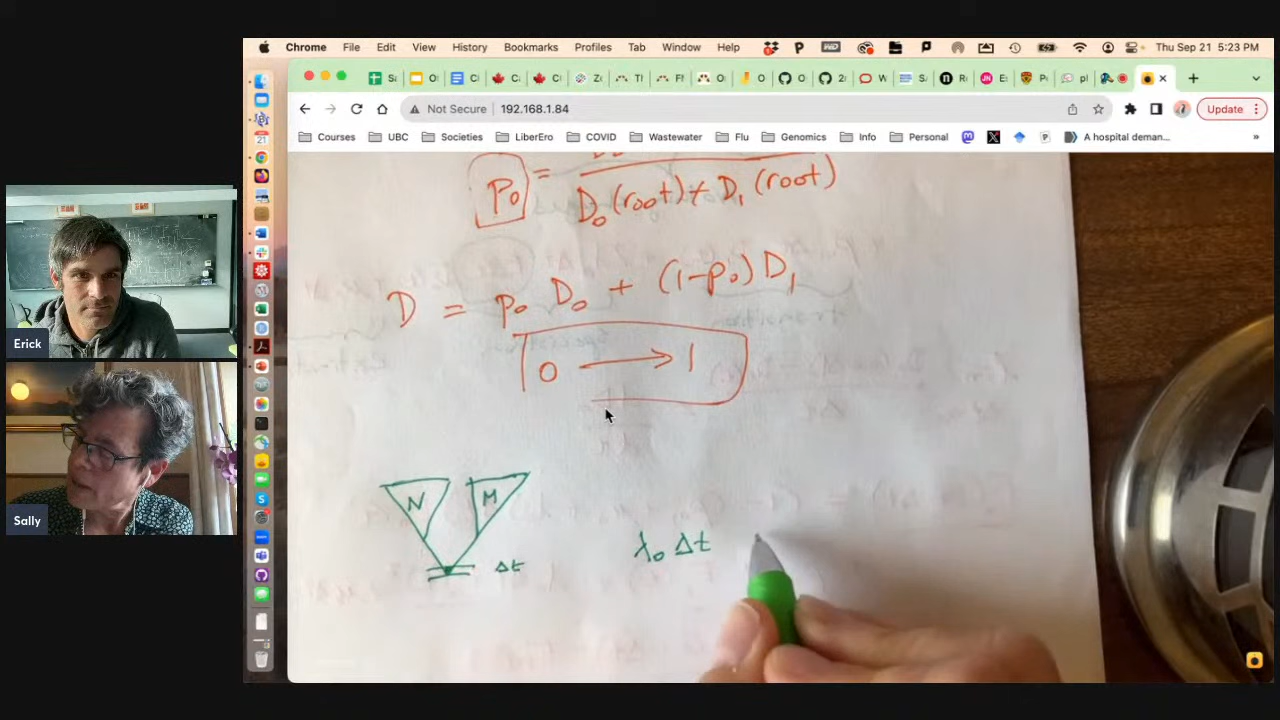 Chrome File Edit View History Bookmarks Profiles Tab Window Help Thu Sep 21 5:23 PM
Not Secure 192.168.1.84 Update
Courses UBC Societies LiberEro COVID Wastewater Flu Genomics Info Personal A hospital deman... »
p₀ = D₀(root) + D₁(root)
D = p₀ D₀ + (1-p₀) D₁
0 → 1
N M
Δt λ₀ Δt
Erick
Sally